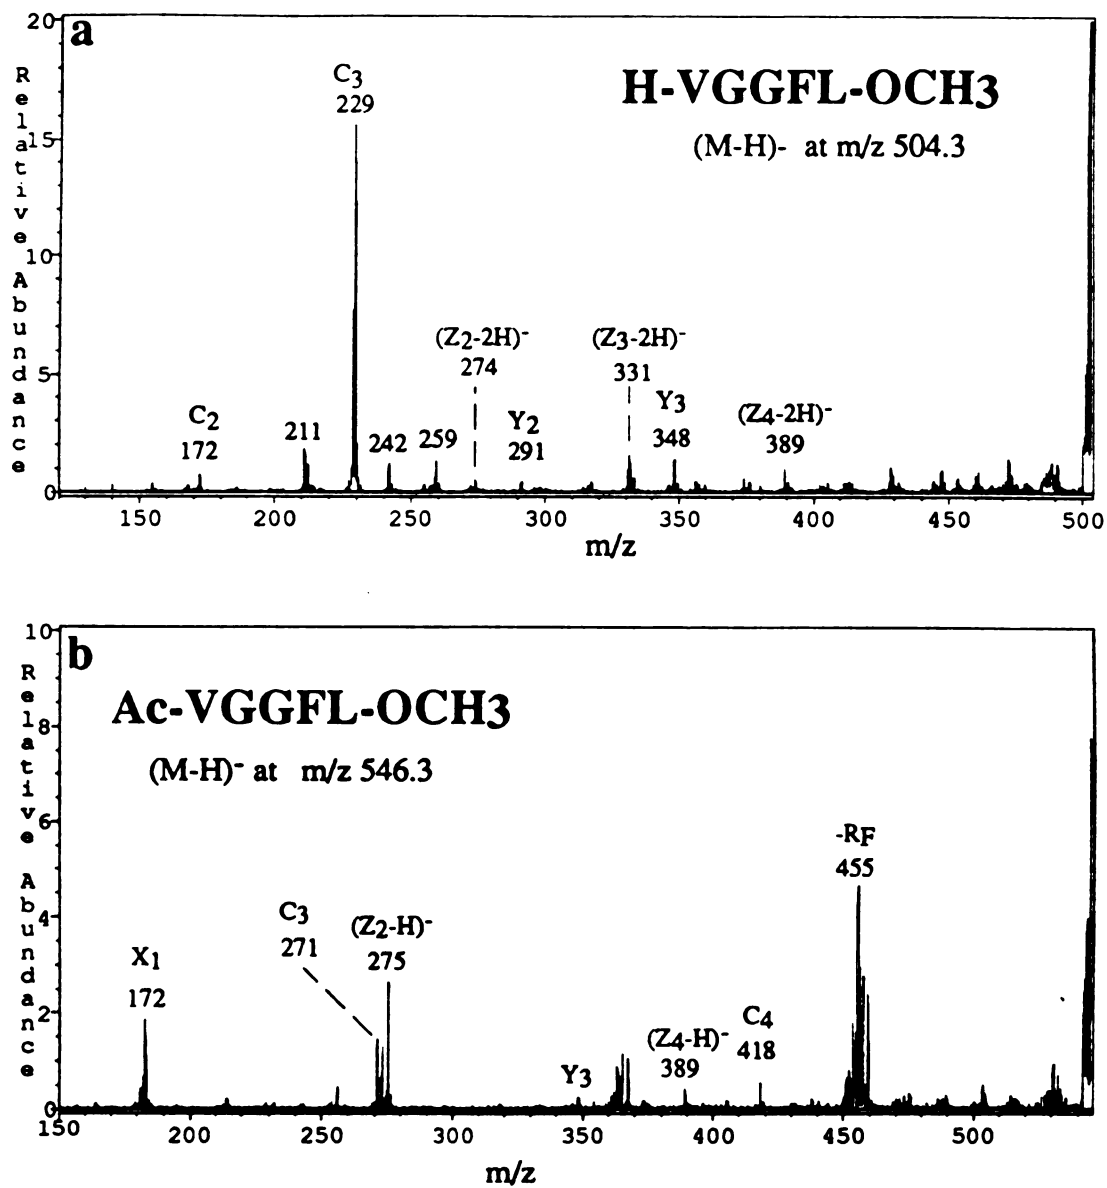 a
20
15
10
5
0
Relative Abundance
H-VGGFL-OCH3
(M-H)- at m/z 504.3
C3
229
(Z2-2H)-
274
(Z3-2H)-
331
C2
172
211
242
259
Y2
291
Y3
348
(Z4-2H)-
389
150 200 250 300 350 400 450 500
m/z
b
10
8
6
4
2
0
Relative Abundance
Ac-VGGFL-OCH3
(M-H)- at m/z 546.3
-RF
455
C3
271
(Z2-H)-
275
X1
172
Y3
(Z4-H)-
389
C4
418
150 200 250 300 350 400 450 500
m/z